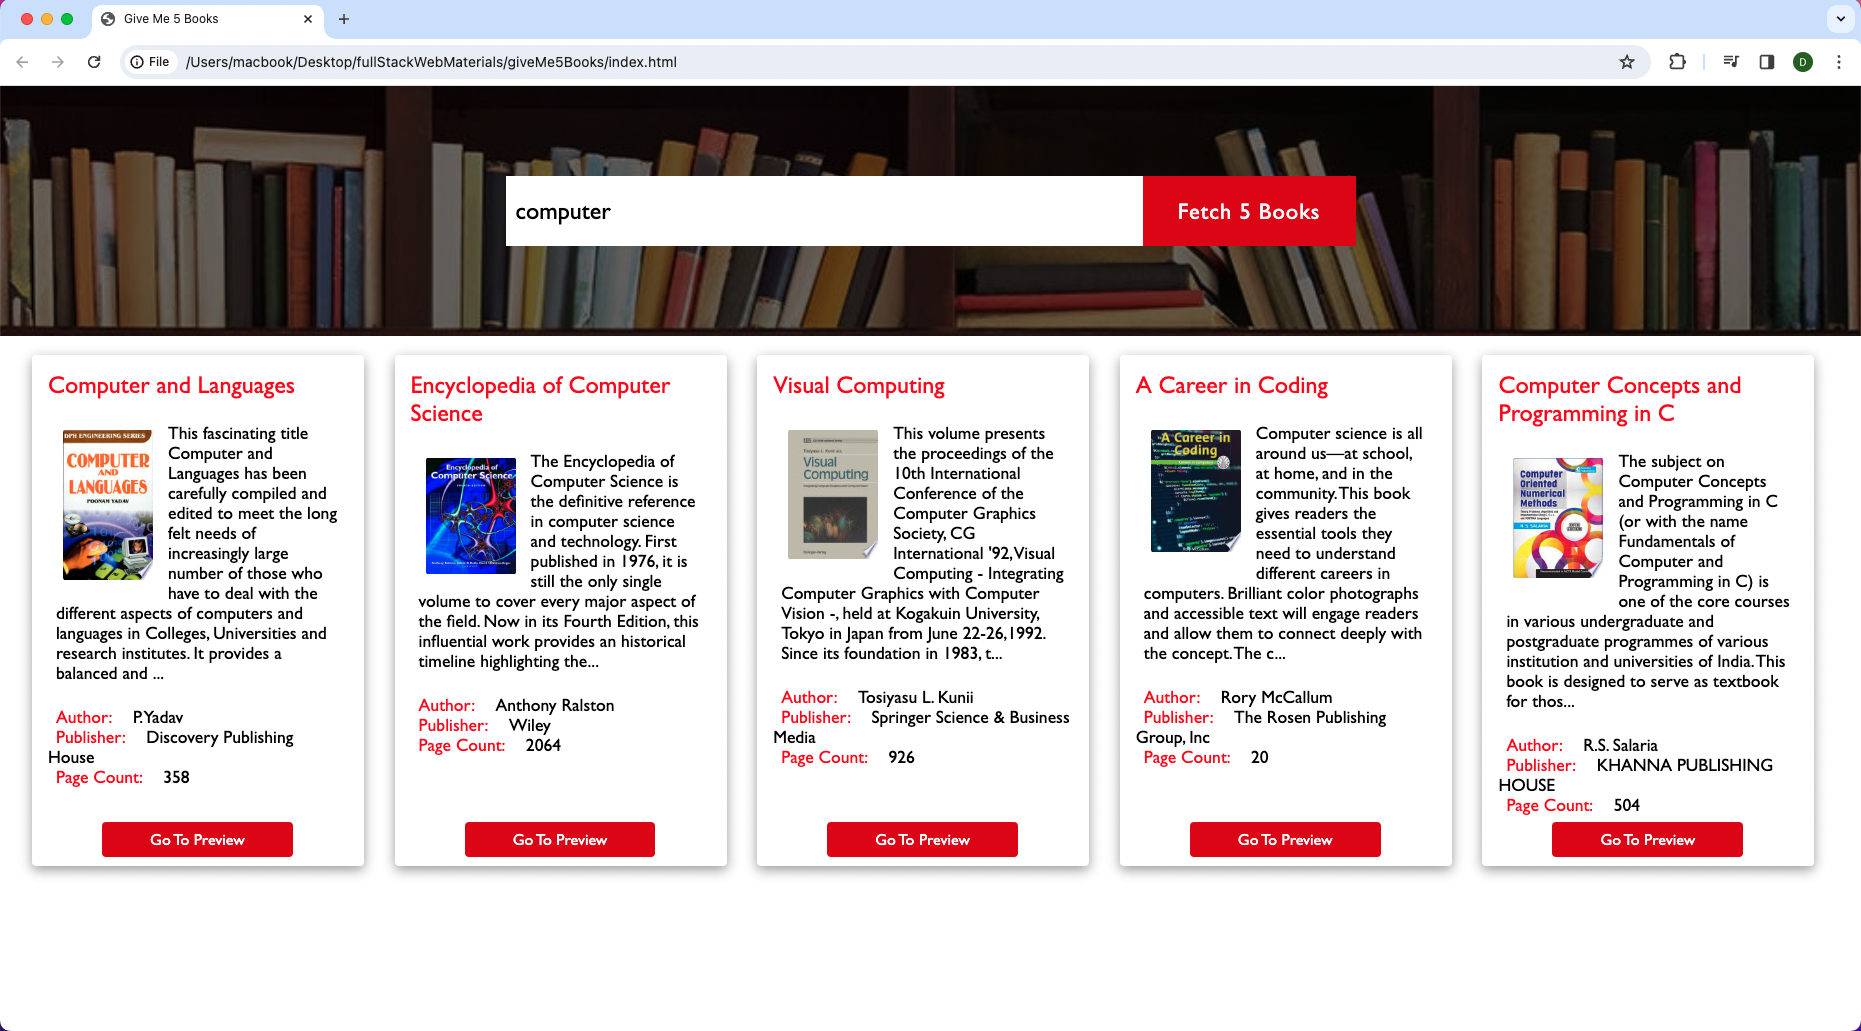 Give Me 5 Books
File
/Users/macbook/Desktop/fullStackWebMaterials/giveMe5Books/index.html
D
computer
Fetch 5 Books
Computer and Languages
DPH ENGINEERING SERIES
COMPUTER
AND
LANGUAGES
POONAM YADAV
This fascinating title
Computer and
Languages has been
carefully compiled and
edited to meet the long
felt needs of
increasingly large
number of those who
have to deal with the
different aspects of computers and
languages in Colleges, Universities and
research institutes. It provides a
balanced and ...
Author: P. Yadav
Publisher: Discovery Publishing
House
Page Count: 358
Go To Preview
Encyclopedia of Computer
Science
Encyclopedia of
Computer Science
The Encyclopedia of
Computer Science is
the definitive reference
in computer science
and technology. First
published in 1976, it is
still the only single
volume to cover every major aspect of
the field. Now in its Fourth Edition, this
influential work provides an historical
timeline highlighting the...
Author: Anthony Ralston
Publisher: Wiley
Page Count: 2064
Go To Preview
Visual Computing
Tosiyasu L. Kunii
Visual
Computing
This volume presents
the proceedings of the
10th International
Conference of the
Computer Graphics
Society, CG
International '92, Visual
Computing - Integrating
Computer Graphics with Computer
Vision -, held at Kogakuin University,
Tokyo in Japan from June 22-26,1992.
Since its foundation in 1983, t...
Author: Tosiyasu L. Kunii
Publisher: Springer Science & Business
Media
Page Count: 926
Go To Preview
A Career in Coding
A Career in
Coding
Rory McCallum
Computer science is all
around us—at school,
at home, and in the
community. This book
gives readers the
essential tools they
need to understand
different careers in
computers. Brilliant color photographs
and accessible text will engage readers
and allow them to connect deeply with
the concept. The c...
Author: Rory McCallum
Publisher: The Rosen Publishing
Group, Inc
Page Count: 20
Go To Preview
Computer Concepts and
Programming in C
Computer
Oriented
Numerical
Methods
R. S. SALARIA
The subject on
Computer Concepts
and Programming in C
(or with the name
Fundamentals of
Computer and
Programming in C) is
one of the core courses
in various undergraduate and
postgraduate programmes of various
institution and universities of India. This
book is designed to serve as textbook
for thos...
Author: R.S. Salaria
Publisher: KHANNA PUBLISHING
HOUSE
Page Count: 504
Go To Preview